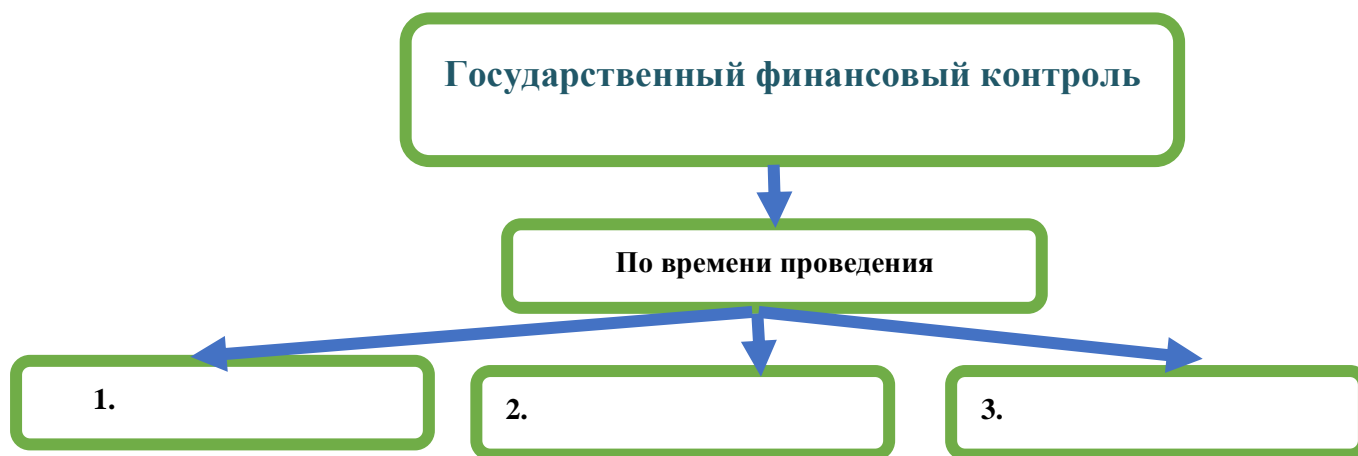 Государственный финансовый контроль
По времени проведения
1.
2.
3.